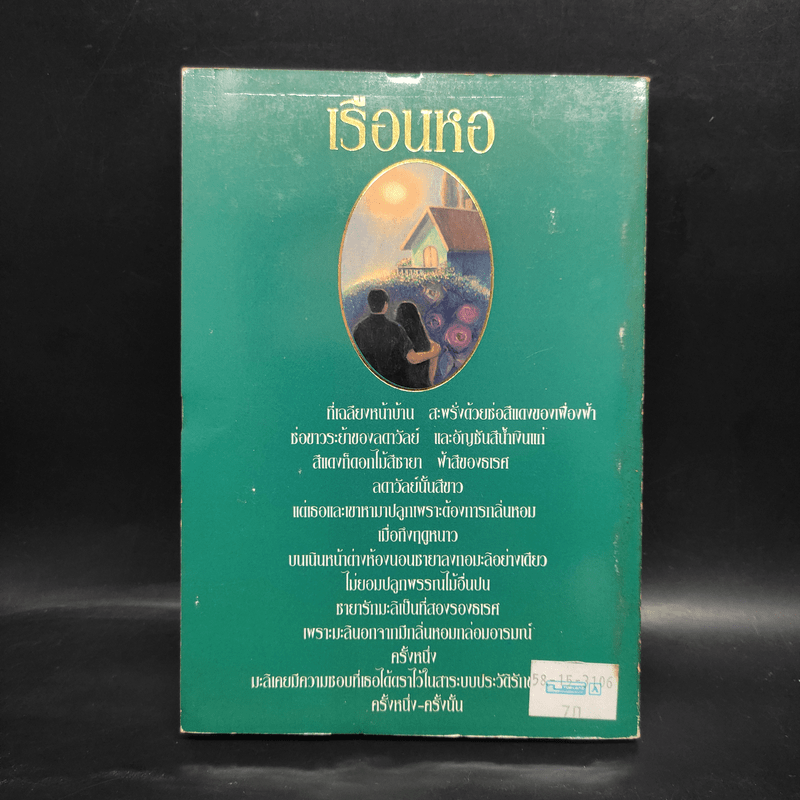 เรือนหอ
ที่เฉลียงหน้าบ้าน สะพรั่งด้วยช่อสีแดงของเฟื่องฟ้า
ช่อขาวระย้าของลดาวัลย์ และอัญชันสีน้ำเงินแก่
สีแดงก็ดอกไม้สีชายา ฟ้าสีของธเรศ
ลดาวัลย์นั้นสีขาว
แต่เธอและเขาหามาปลูกเพราะต้องการกลิ่นหอม
เมื่อถึงฤดูหนาว
บนเนินหน้าต่างห้องนอนชายาลงกอมะลิอย่างเดียว
ไม่ยอมปลูกพรรณไม้อื่นปน
ชายารักมะลิเป็นที่สองรองธเรศ
เพราะมะลินอกจากมีกลิ่นหอมกล่อมอารมณ์
ครั้งหนึ่ง
มะลิเคยมีความชอบที่เธอได้ตราไว้ในสาระบบประวัติรัก
ครั้งหนึ่ง-ครั้งนั้น
58-15-2106
70